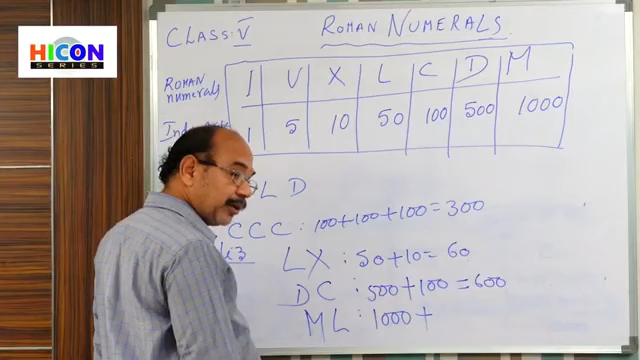 HICON
SERIES
CLASS: V
ROMAN NUMERALS
ROMAN numerals I V X L C D M
1 5 10 50 100 500 1000
L D
CCC : 100+100+100=300
LX : 50+10=60
DC : 500+100=600
ML : 1000+